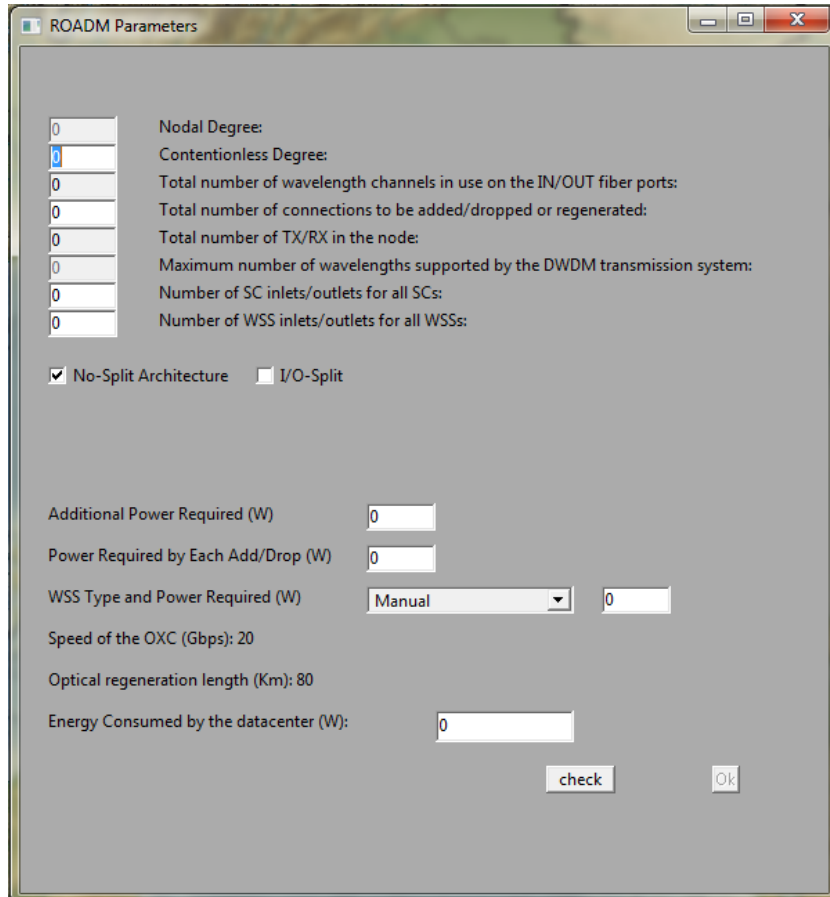 ROADM Parameters
0 Nodal Degree:
0 Contentionless Degree:
0 Total number of wavelength channels in use on the IN/OUT fiber ports:
0 Total number of connections to be added/dropped or regenerated:
0 Total number of TX/RX in the node:
0 Maximum number of wavelengths supported by the DWDM transmission system:
0 Number of SC inlets/outlets for all SCs:
0 Number of WSS inlets/outlets for all WSSs:
No-Split Architecture I/O-Split
Additional Power Required (W) 0
Power Required by Each Add/Drop (W) 0
WSS Type and Power Required (W) Manual 0
Speed of the OXC (Gbps): 20
Optical regeneration length (Km): 80
Energy Consumed by the datacenter (W): 0
check Ok